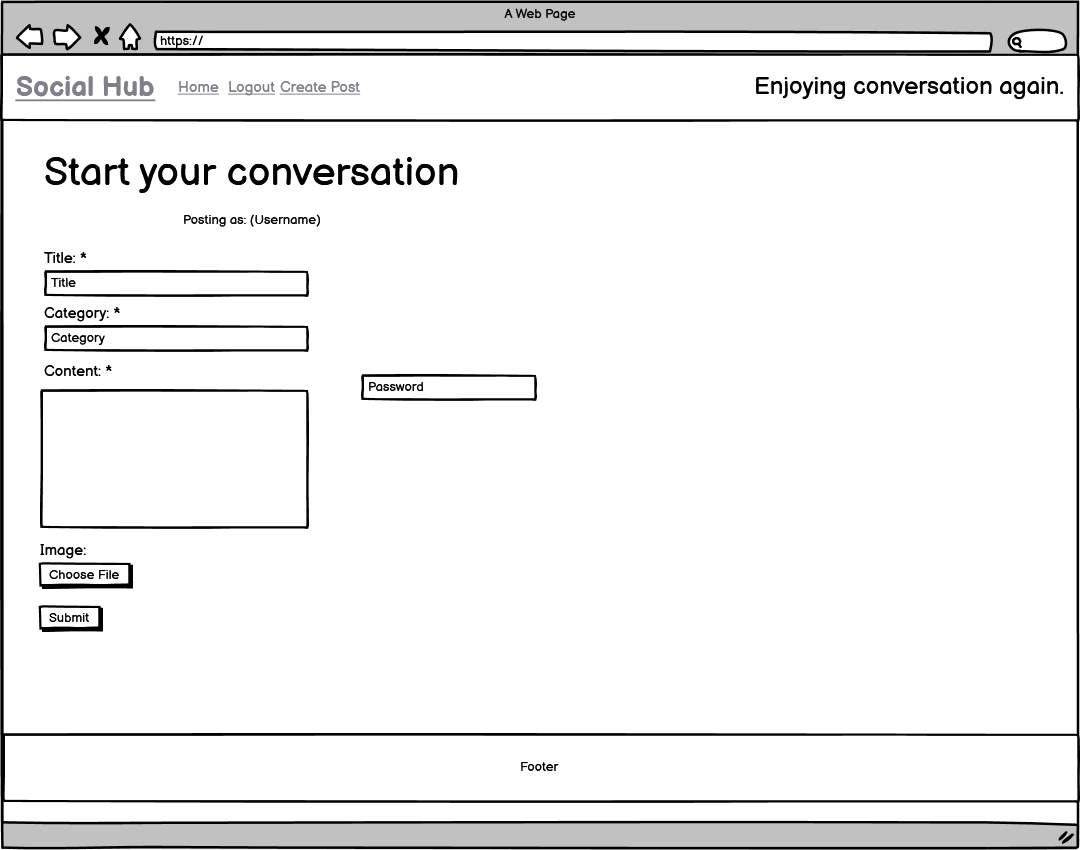 A Web Page
https://
Social Hub Home Logout Create Post Enjoying conversation again.
Start your conversation
Posting as: (Username)
Title: *
Title
Category: *
Category
Content: *
Password
Image:
Choose File
Submit
Footer